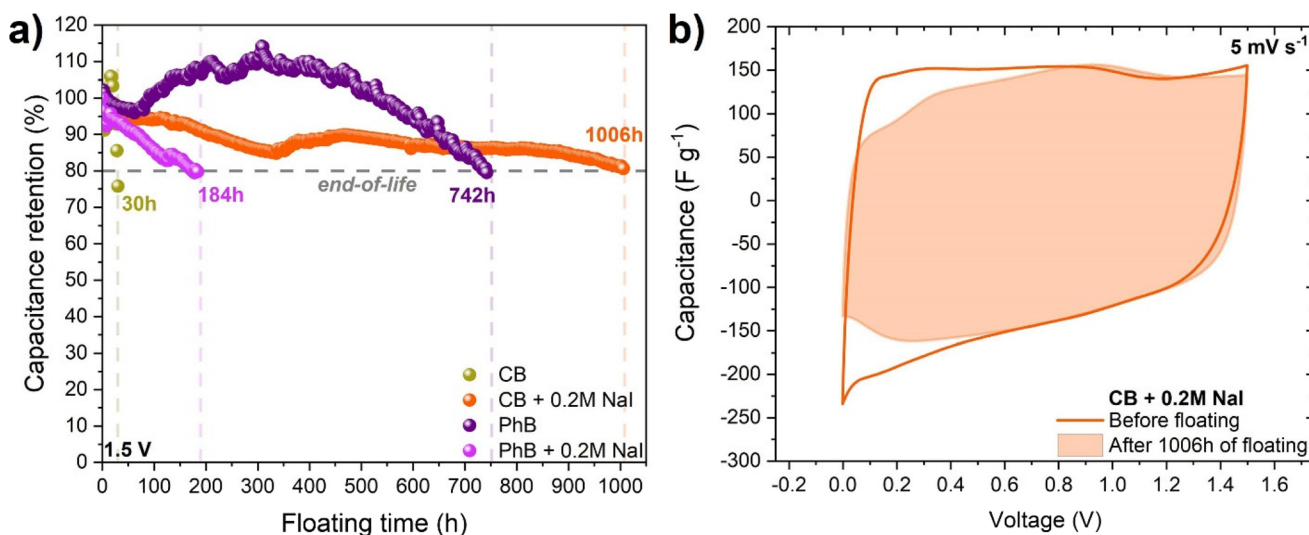 a)
Capacitance retention (%)
120
110
100
90
80
70
60
50
40
30
20
10
0
1006h
end-of-life
30h
184h
742h
CB
CB + 0.2M NaI
PhB
PhB + 0.2M NaI
1.5 V
0 100 200 300 400 500 600 700 800 900 1000
Floating time (h)
b)
5 mV s⁻¹
Capacitance (F g⁻¹)
200
150
100
50
0
-50
-100
-150
-200
-250
-300
CB + 0.2M NaI
Before floating
After 1006h of floating
-0.2 0.0 0.2 0.4 0.6 0.8 1.0 1.2 1.4 1.6
Voltage (V)